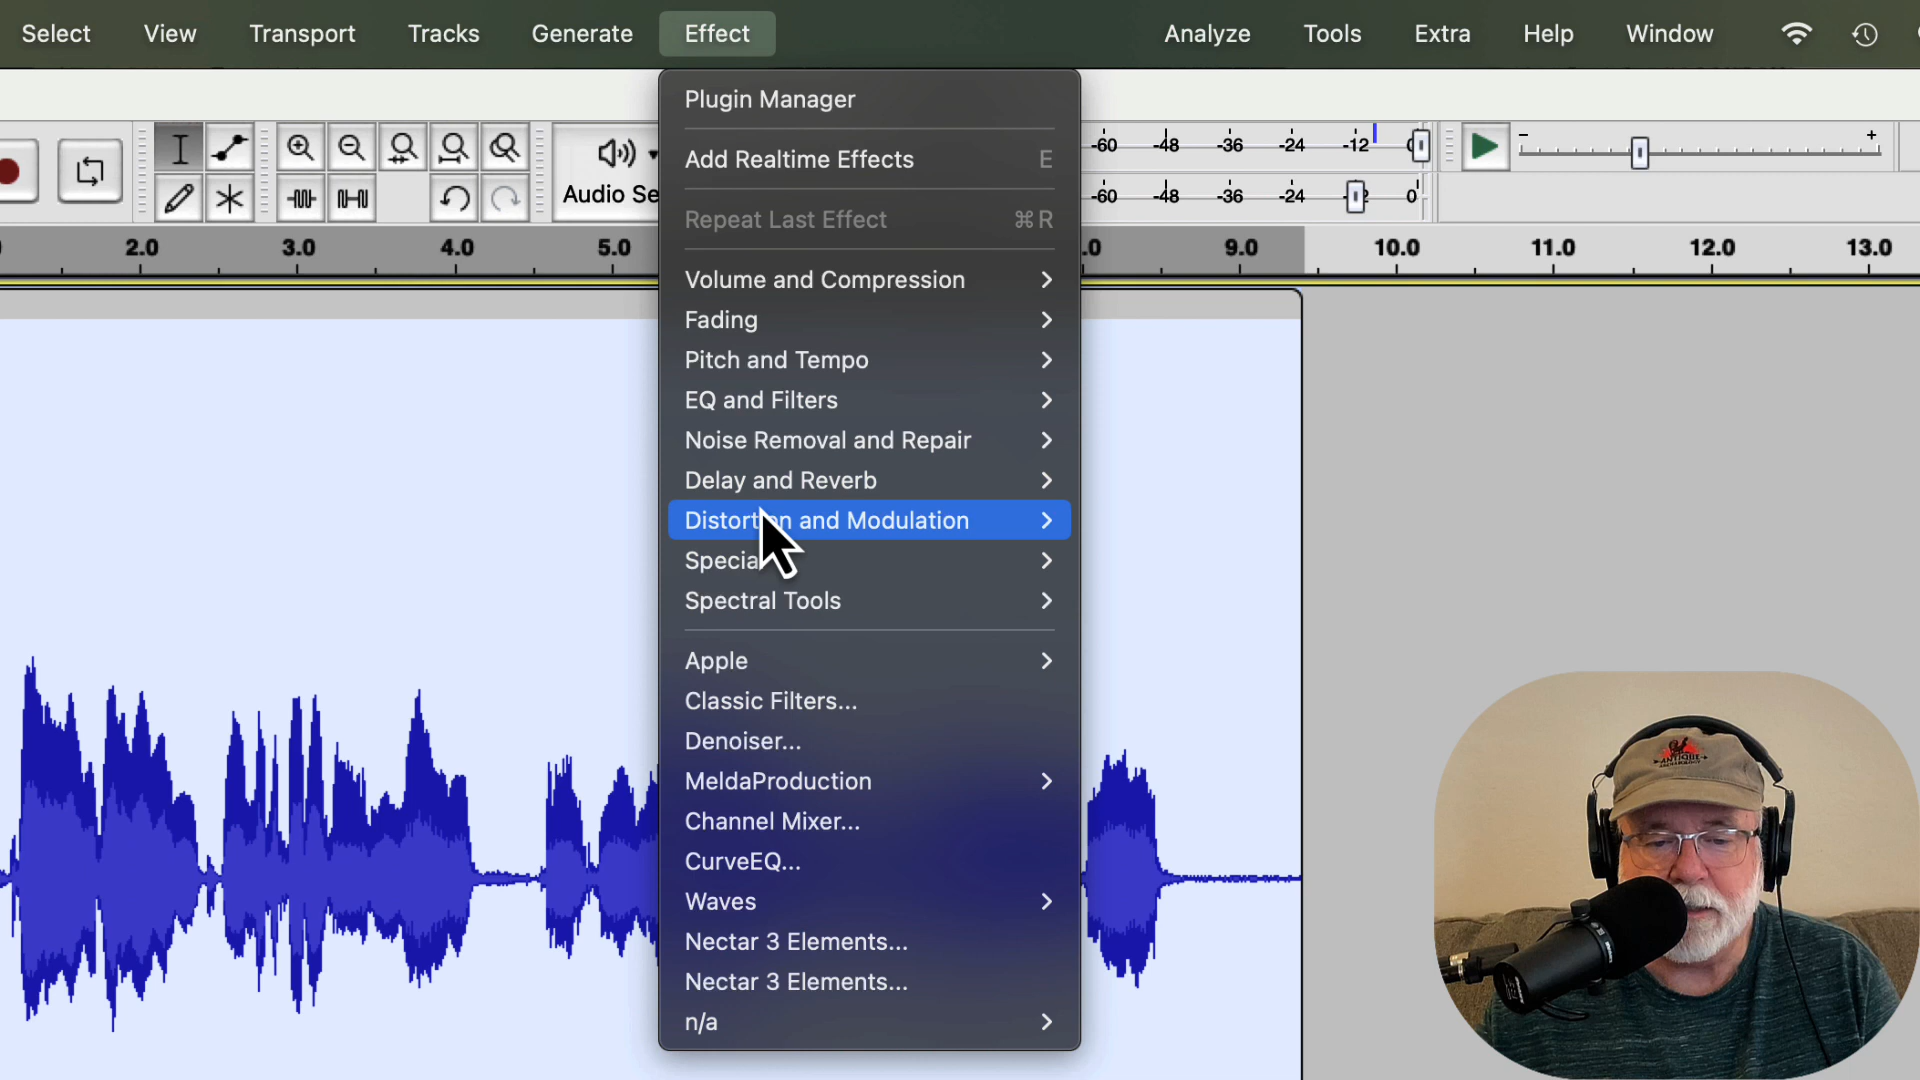 Select View Transport Tracks Generate Effect Analyze Tools Extra Help Window
Plugin Manager
Add Realtime Effects E
Repeat Last Effect ⌘R
Volume and Compression
Fading
Pitch and Tempo
EQ and Filters
Noise Removal and Repair
Delay and Reverb
Distortion and Modulation
Specia
Spectral Tools
Apple
Classic Filters...
Denoiser...
MeldaProduction
Channel Mixer...
CurveEQ...
Waves
Nectar 3 Elements...
Nectar 3 Elements...
n/a
Audio Se
-60 -48 -36 -24 -12
-60 -48 -36 -24 0
- +
2.0 3.0 4.0 5.0 .0 9.0 10.0 11.0 12.0 13.0
ANTIQUE